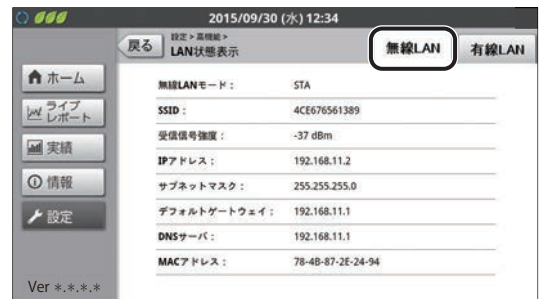 2015/09/30 (水) 12:34
戻る
設定 > 高機能 >
LAN状態表示
無線LAN
有線LAN
ホーム
ライブ
レポート
実績
情報
設定
Ver *.*.*.*
無線LANモード： STA
SSID： 4CE676561389
受信信号強度： -37 dBm
IPアドレス： 192.168.11.2
サブネットマスク： 255.255.255.0
デフォルトゲートウェイ： 192.168.11.1
DNSサーバ： 192.168.11.1
MACアドレス： 78-4B-87-2E-24-94